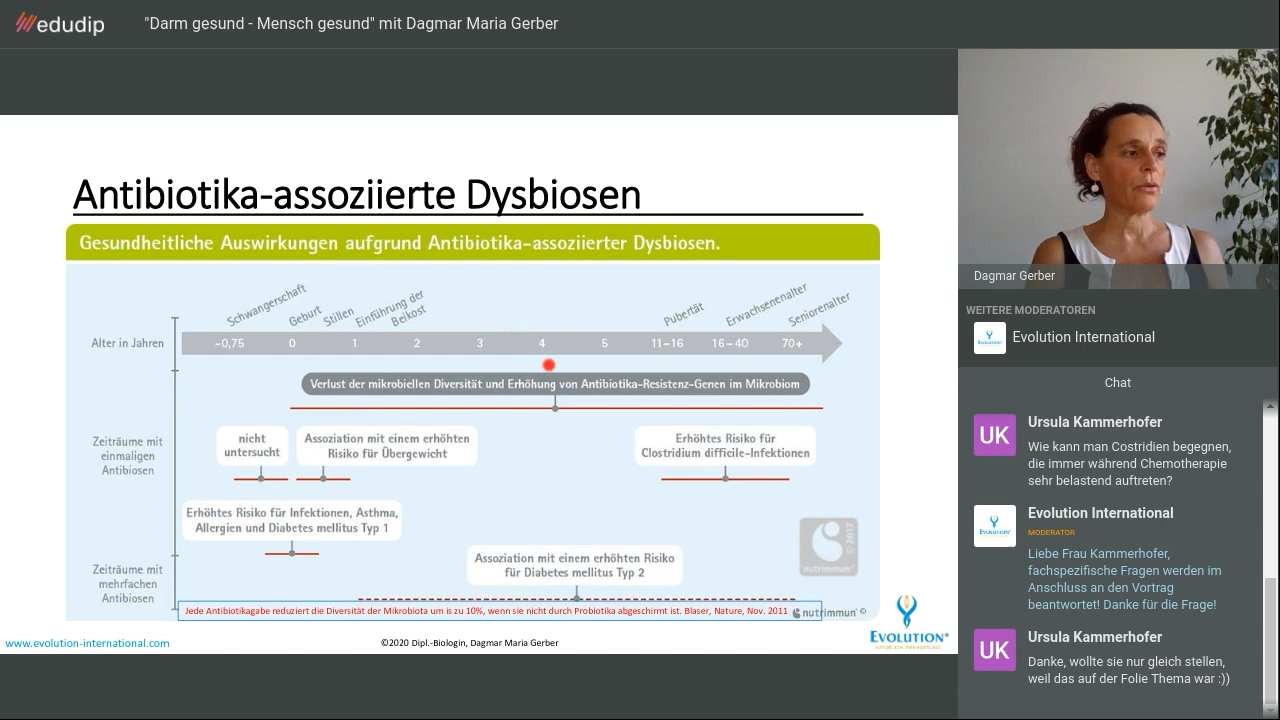 edudip
"Darm gesund - Mensch gesund" mit Dagmar Maria Gerber
Antibiotika-assoziierte Dysbiosen
Gesundheitliche Auswirkungen aufgrund Antibiotika-assoziierter Dysbiosen.
Schwangerschaft
Geburt
Stillen
Einführung der
Beikost
Pubertät
Erwachsenenalter
Seniorenalter
Alter in Jahren
–0,75 0 1 2 3 4 5 11–16 16–40 70+
Verlust der mikrobiellen Diversität und Erhöhung von Antibiotika-Resistenz-Genen im Mikrobiom
Zeiträume mit
einmaligen
Antibiosen
nicht
untersucht
Assoziation mit einem erhöhten
Risiko für Übergewicht
Erhöhtes Risiko für
Clostridium difficile-Infektionen
Erhöhtes Risiko für Infektionen, Asthma,
Allergien und Diabetes mellitus Typ 1
Zeiträume mit
mehrfachen
Antibiosen
Assoziation mit einem erhöhten Risiko
für Diabetes mellitus Typ 2
nutrimmun
© 2017
Jede Antibiotikagabe reduziert die Diversität der Mikrobiota um is zu 10%, wenn sie nicht durch Probiotika abgeschirmt ist. Blaser, Nature, Nov. 2011
nutrimmun ©
www.evolution-international.com
©2020 Dipl.-Biologin, Dagmar Maria Gerber
EVOLUTION®
Dagmar Gerber
WEITERE MODERATOREN
Evolution International
Chat
UK
Ursula Kammerhofer
Wie kann man Costridien begegnen,
die immer während Chemotherapie
sehr belastend auftreten?
EVOLUTION
Evolution International
MODERATOR
Liebe Frau Kammerhofer,
fachspezifische Fragen werden im
Anschluss an den Vortrag
beantwortet! Danke für die Frage!
UK
Ursula Kammerhofer
Danke, wollte sie nur gleich stellen,
weil das auf der Folie Thema war :))